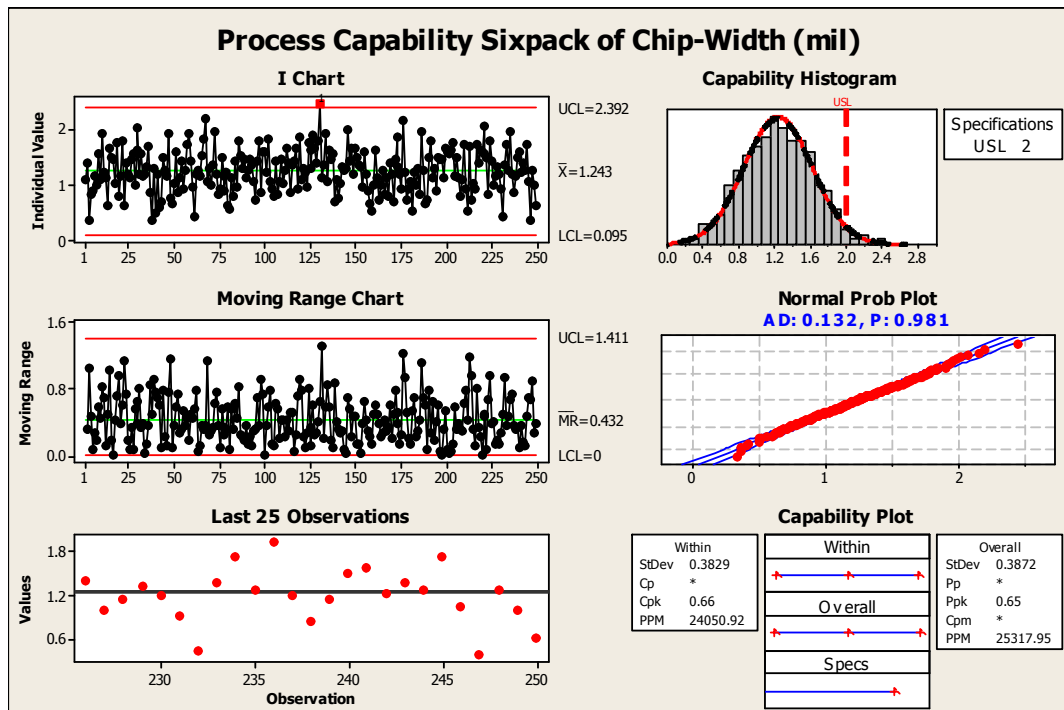 Process Capability Sixpack of Chip-Width (mil)
I Chart
Individual Value
2
1
0
1 25 50 75 100 125 150 175 200 225 250
UCL=2.392
X=1.243
LCL=0.095
Capability Histogram
USL
0.0 0.4 0.8 1.2 1.6 2.0 2.4 2.8
Specifications
USL 2
Moving Range Chart
Moving Range
1.6
0.8
0.0
1 25 50 75 100 125 150 175 200 225 250
UCL=1.411
MR=0.432
LCL=0
Normal Prob Plot
AD: 0.132, P: 0.981
0 1 2
Last 25 Observations
Values
1.8
1.2
0.6
230 235 240 245 250
Observation
Capability Plot
Within
StDev 0.3829
Cp *
Cpk 0.66
PPM 24050.92
Within
Overall
Specs
Overall
StDev 0.3872
Pp *
Ppk 0.65
Cpm *
PPM 25317.95